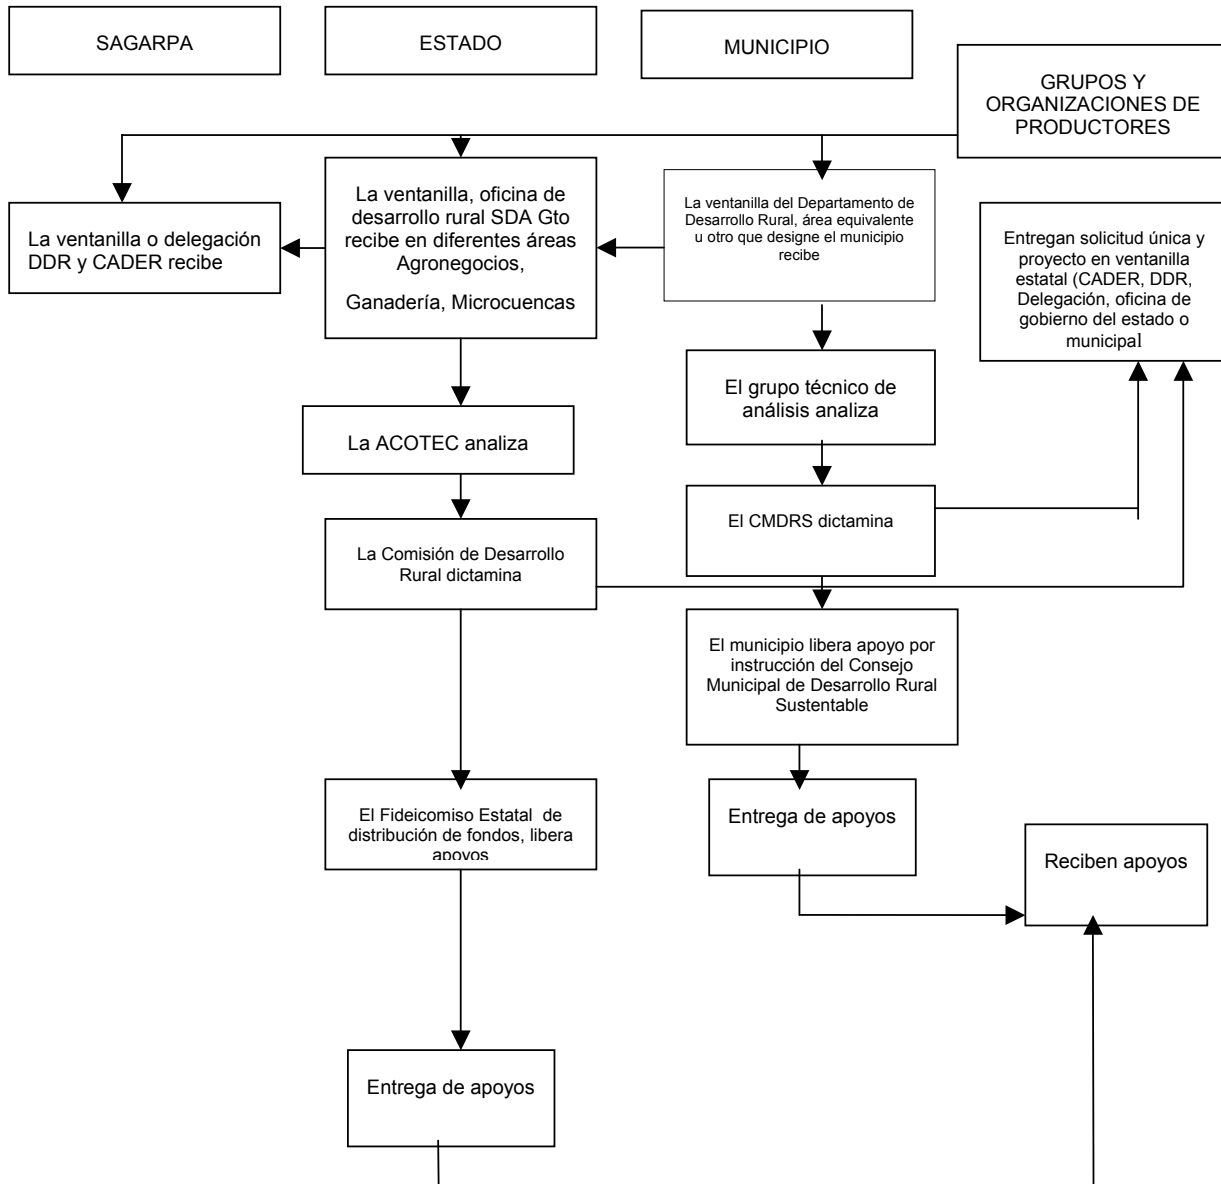 SAGARPA
ESTADO
MUNICIPIO
GRUPOS Y
ORGANIZACIONES DE
PRODUCTORES
La ventanilla o delegación
DDR y CADER recibe
La ventanilla, oficina de
desarrollo rural SDA Gto
recibe en diferentes áreas
Agronegocios,
Ganadería, Microcuencas
La ventanilla del Departamento de
Desarrollo Rural, área equivalente
u otro que designe el municipio
recibe
Entregan solicitud única y
proyecto en ventanilla
estatal (CADER, DDR,
Delegación, oficina de
gobierno del estado o
municipal
El grupo técnico de
análisis analiza
La ACOTEC analiza
El CMDRS dictamina
La Comisión de Desarrollo
Rural dictamina
El municipio libera apoyo por
instrucción del Consejo
Municipal de Desarrollo Rural
Sustentable
El Fideicomiso Estatal de
distribución de fondos, libera
apoyos
Entrega de apoyos
Reciben apoyos
Entrega de apoyos